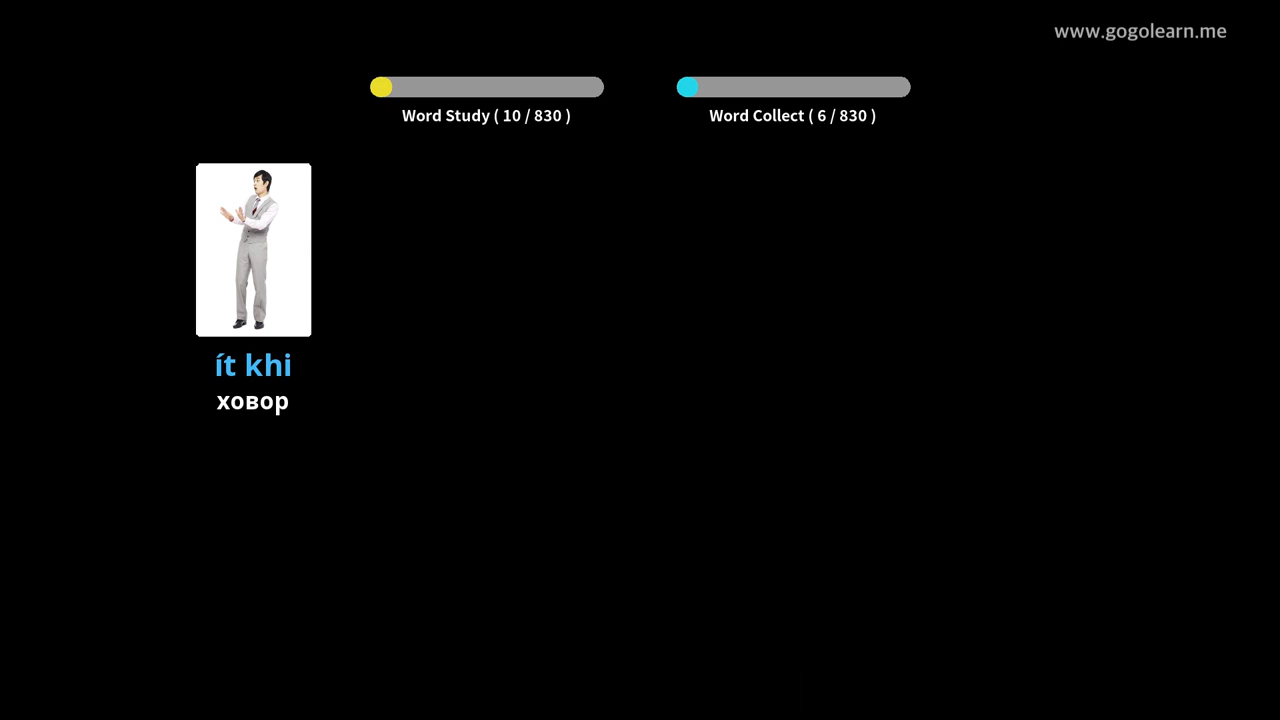 www.gogolearn.me
Word Study ( 10 / 830 )
Word Collect ( 6 / 830 )
ít khi
ховор